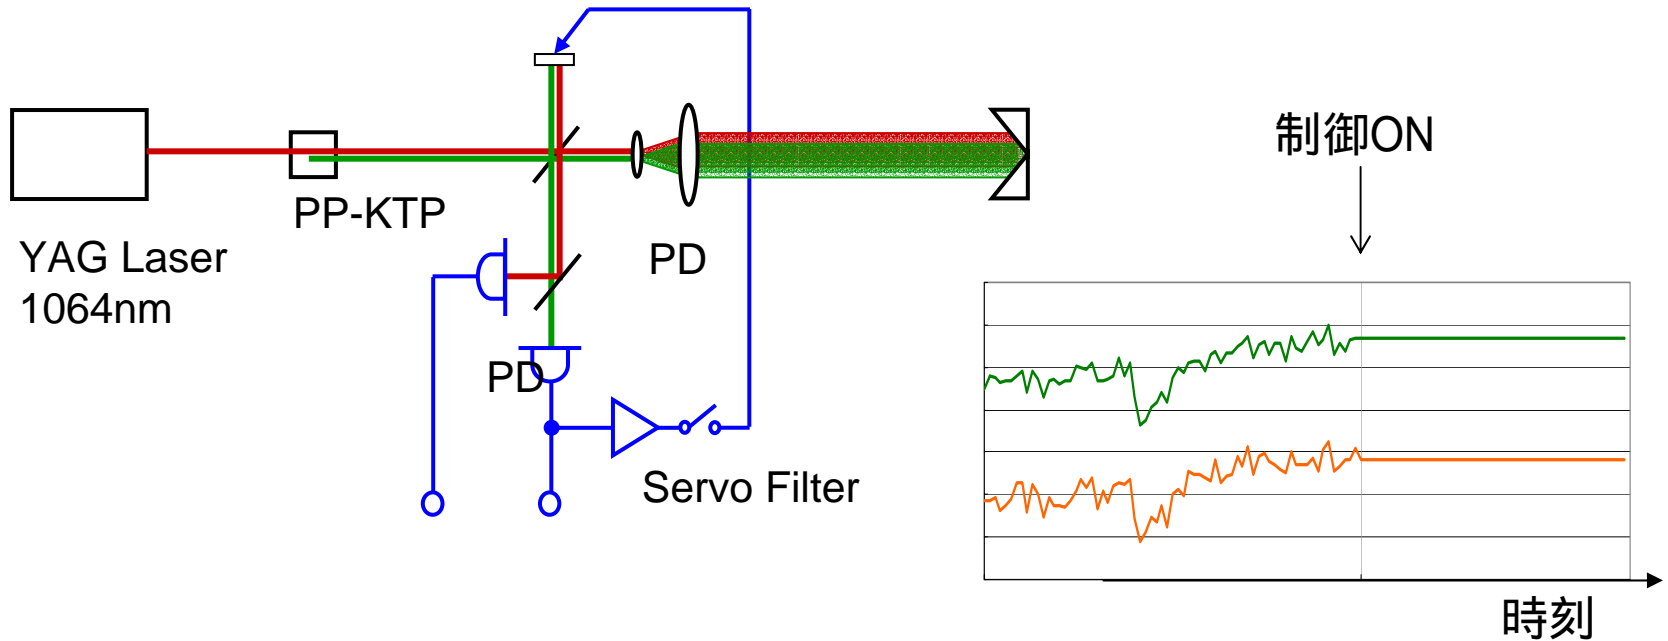 制御ON
PP-KTP
YAG Laser
1064nm
PD
PD
Servo Filter
時刻